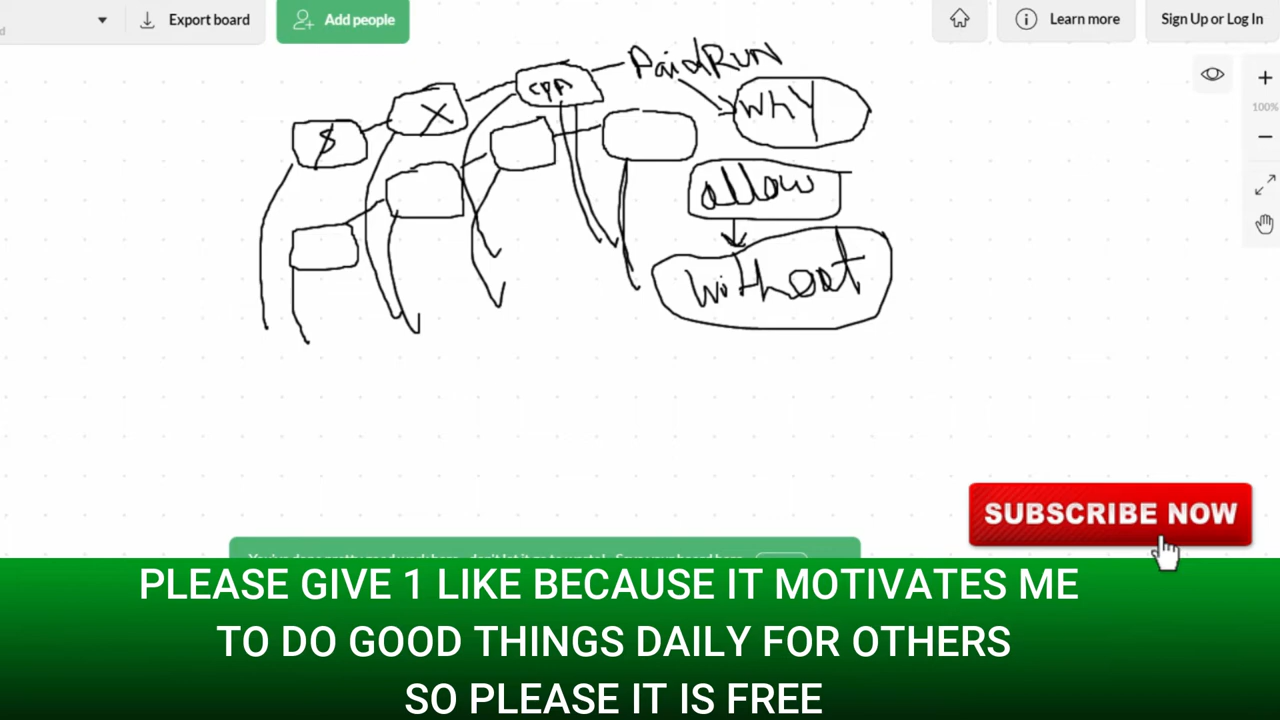 Export board
Add people
Learn more
Sign Up or Log In
100%
PaidRUN
CPA
WhY
X
$
allow
without
SUBSCRIBE NOW
PLEASE GIVE 1 LIKE BECAUSE IT MOTIVATES ME
TO DO GOOD THINGS DAILY FOR OTHERS
SO PLEASE IT IS FREE